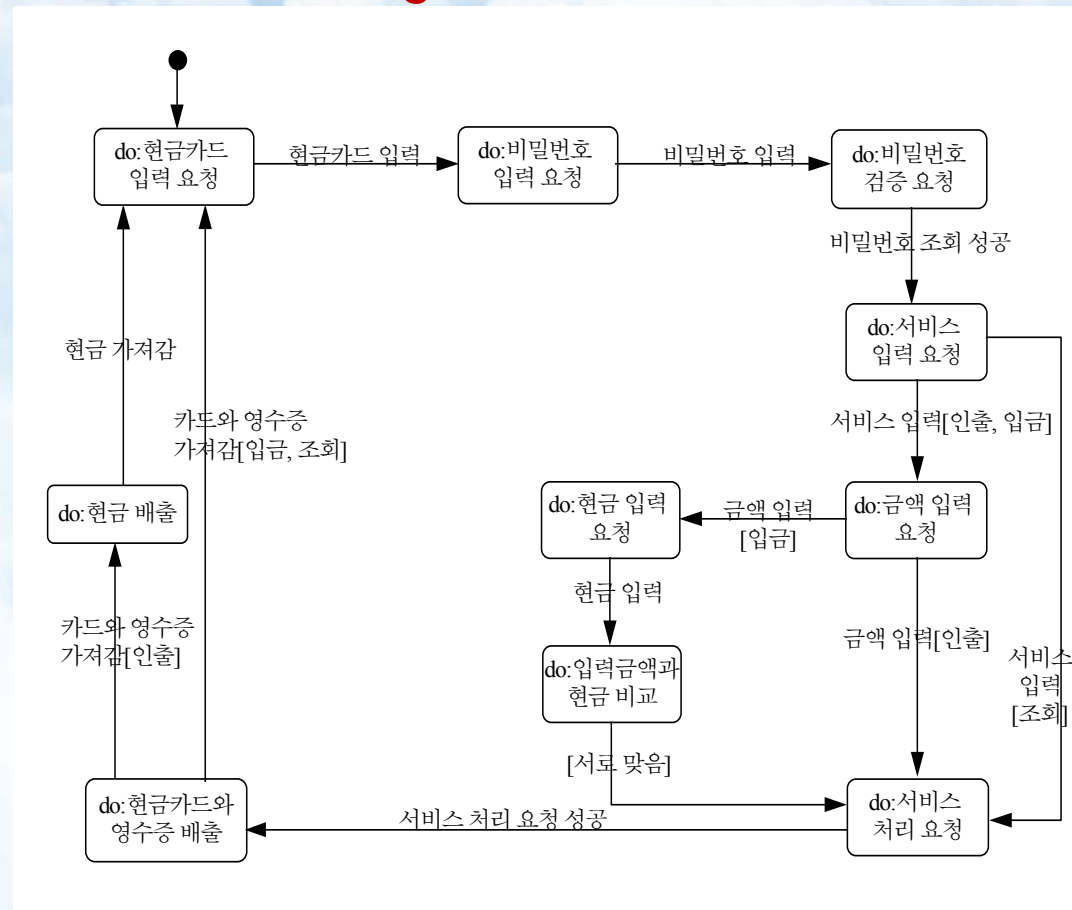 do:현금카드
입력 요청
현금카드 입력
do:비밀번호
입력 요청
비밀번호 입력
do:비밀번호
검증 요청
비밀번호 조회 성공
do:서비스
입력 요청
현금 가져감
카드와 영수증
가져감[입금, 조회]
서비스 입력[인출, 입금]
do:현금 배출
do:현금 입력
요청
금액 입력
[입금]
do:금액 입력
요청
현금 입력
카드와 영수증
가져감[인출]
금액 입력[인출]
서비스
입력
[조회]
do:입력금액과
현금 비교
[서로 맞음]
do:현금카드와
영수증 배출
서비스 처리 요청 성공
do:서비스
처리 요청